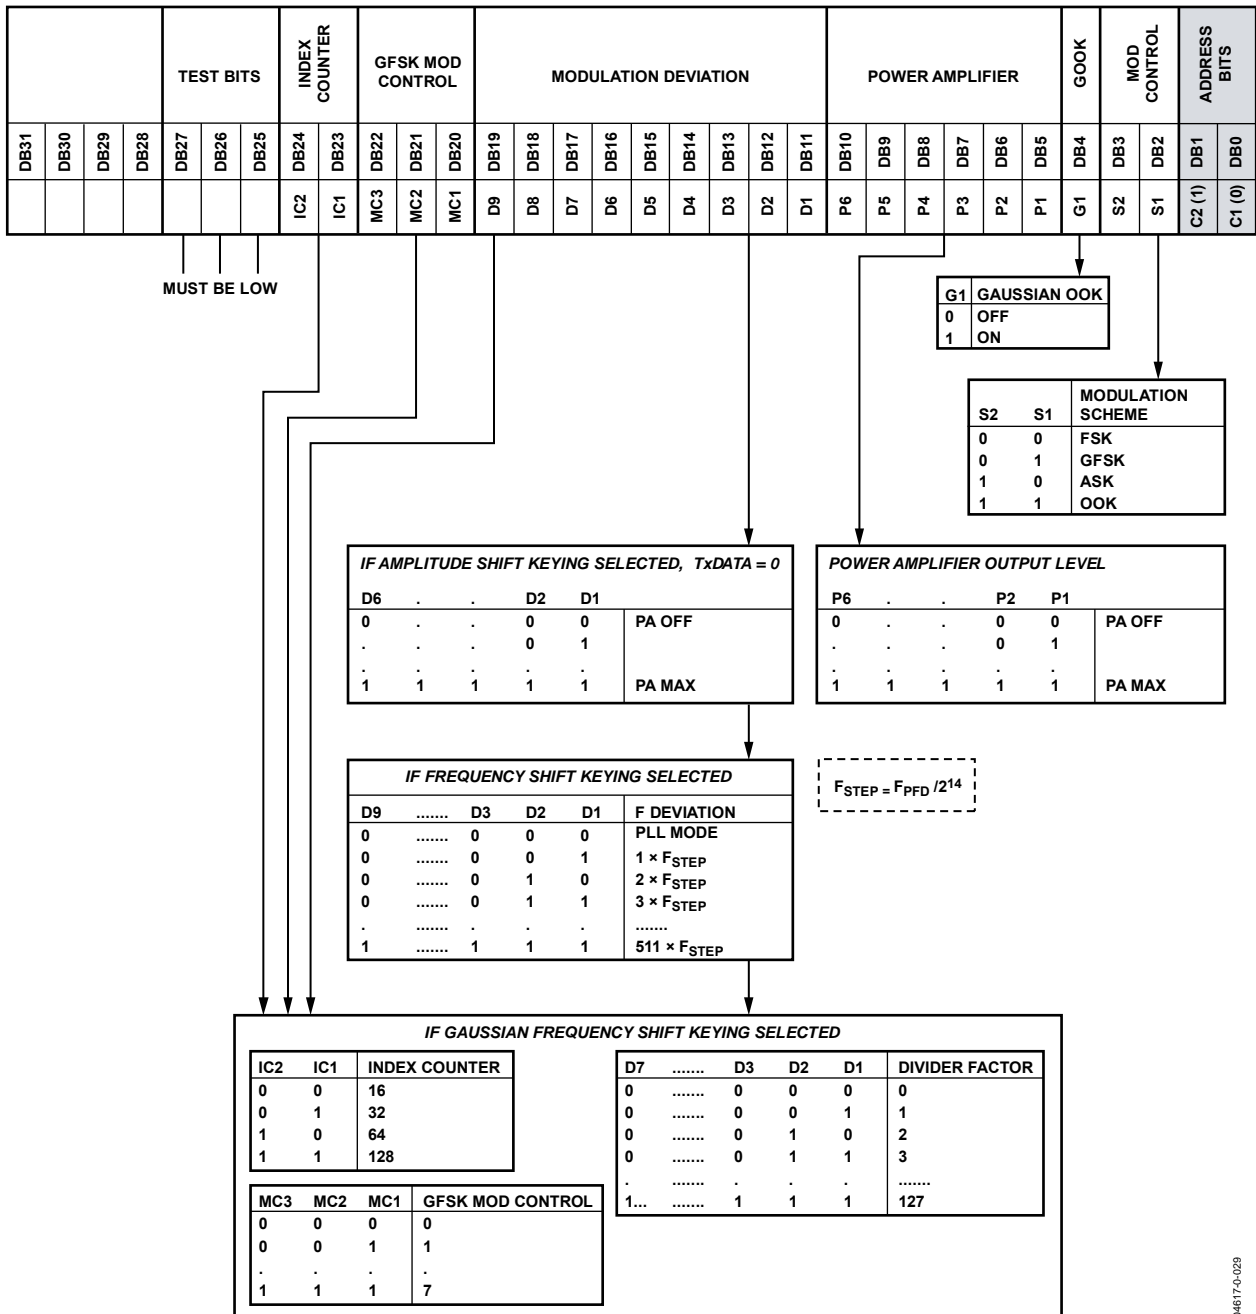 TEST BITS
INDEX
COUNTER
GFSK MOD
CONTROL
MODULATION DEVIATION
POWER AMPLIFIER
GOOK
MOD
CONTROL
ADDRESS
BITS
DB31 DB30 DB29 DB28 DB27 DB26 DB25 DB24 DB23 DB22 DB21 DB20 DB19 DB18 DB17 DB16 DB15 DB14 DB13 DB12 DB11 DB10 DB9 DB8 DB7 DB6 DB5 DB4 DB3 DB2 DB1 DB0
IC2 IC1 MC3 MC2 MC1 D9 D8 D7 D6 D5 D4 D3 D2 D1 P6 P5 P4 P3 P2 P1 G1 S2 S1 C2 (1) C1 (0)
MUST BE LOW
G1 GAUSSIAN OOK
0 OFF
1 ON
S2 S1 MODULATION
SCHEME
0 0 FSK
0 1 GFSK
1 0 ASK
1 1 OOK
IF AMPLITUDE SHIFT KEYING SELECTED, TxDATA = 0
D6 . . D2 D1
0 . . 0 0 PA OFF
. . . 0 1
. . . . .
1 1 1 1 1 PA MAX
POWER AMPLIFIER OUTPUT LEVEL
P6 . . P2 P1
0 . . 0 0 PA OFF
. . . 0 1
. . . . .
1 1 1 1 1 PA MAX
IF FREQUENCY SHIFT KEYING SELECTED
D9 ....... D3 D2 D1 F DEVIATION
0 ....... 0 0 0 PLL MODE
0 ....... 0 0 1 1 × FSTEP
0 ....... 0 1 0 2 × FSTEP
0 ....... 0 1 1 3 × FSTEP
. ....... . . . .......
1 ....... 1 1 1 511 × FSTEP
FSTEP = FPFD /2^14
IF GAUSSIAN FREQUENCY SHIFT KEYING SELECTED
IC2 IC1 INDEX COUNTER
0 0 16
0 1 32
1 0 64
1 1 128
D7 ....... D3 D2 D1 DIVIDER FACTOR
0 ....... 0 0 0 0
0 ....... 0 0 1 1
0 ....... 0 1 0 2
0 ....... 0 1 1 3
. ....... . . . .......
1... ....... 1 1 1 127
MC3 MC2 MC1 GFSK MOD CONTROL
0 0 0 0
0 0 1 1
. . . .
1 1 1 7
04617-0-029